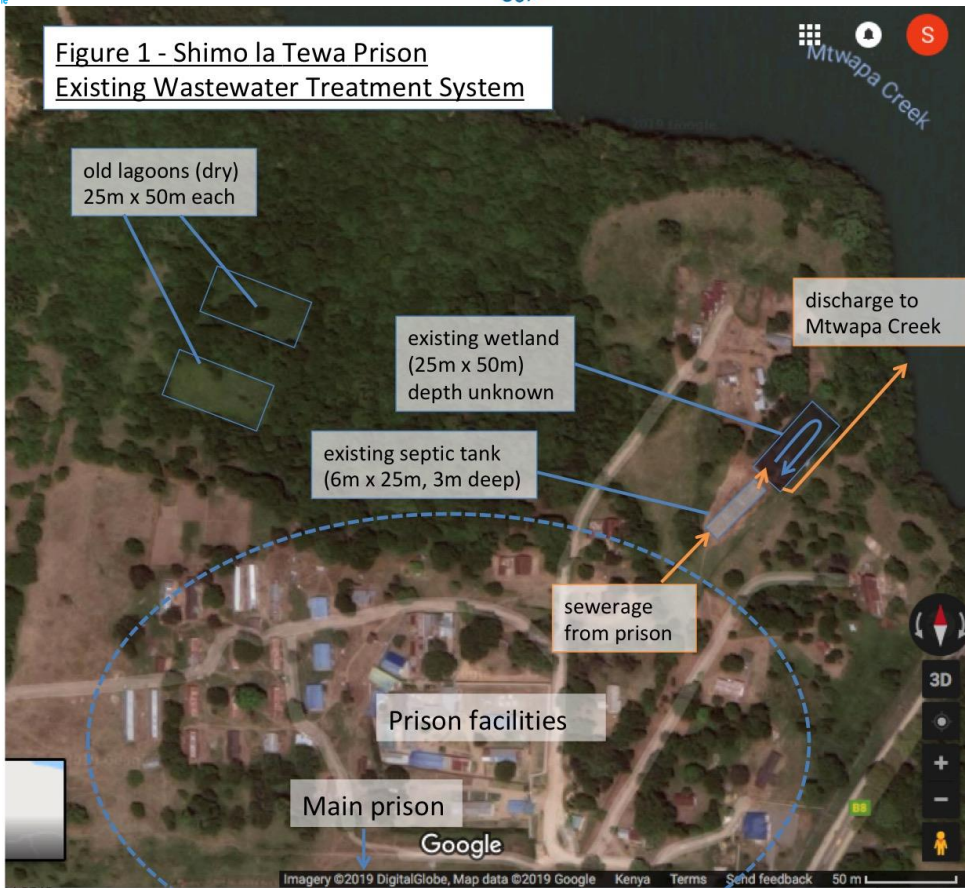 Figure 1 - Shimo la Tewa Prison
Existing Wastewater Treatment System
S
Mtwapa Creek
old lagoons (dry)
25m x 50m each
discharge to
Mtwapa Creek
existing wetland
(25m x 50m)
depth unknown
existing septic tank
(6m x 25m, 3m deep)
sewerage
from prison
3D
Prison facilities
Main prison
B8
Google
Imagery ©2019 DigitalGlobe, Map data ©2019 Google Kenya Terms Send feedback 50 m